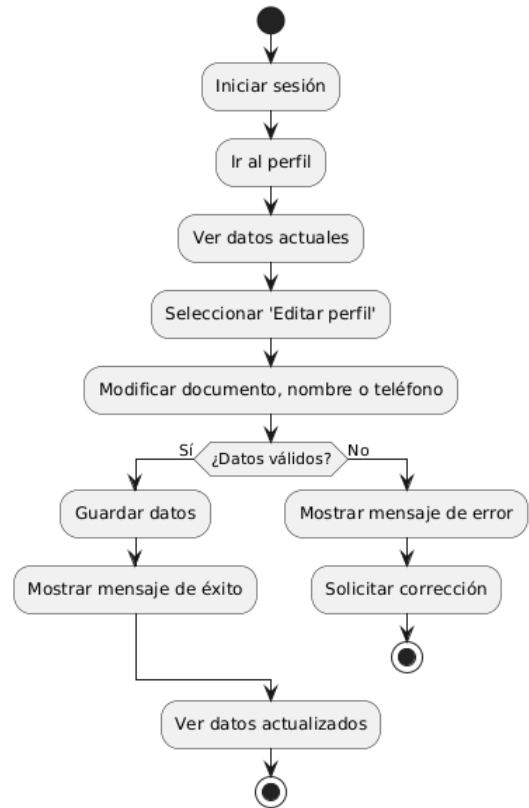 Iniciar sesión
Ir al perfil
Ver datos actuales
Seleccionar 'Editar perfil'
Modificar documento, nombre o teléfono
Sí
¿Datos válidos?
No
Guardar datos
Mostrar mensaje de error
Mostrar mensaje de éxito
Solicitar corrección
Ver datos actualizados